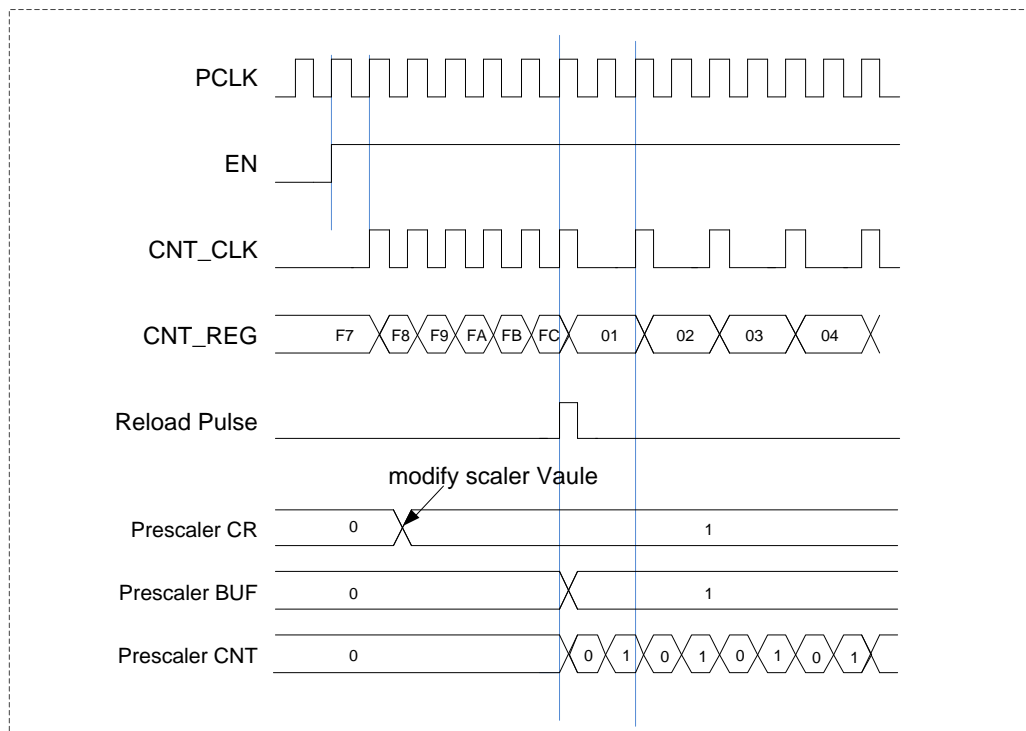 PCLK
EN
CNT_CLK
CNT_REG F7 F8 F9 FA FB FC 01 02 03 04
Reload Pulse
modify scaler Vaule
Prescaler CR 0 1
Prescaler BUF 0 1
Prescaler CNT 0 0 1 0 1 0 1 0 1